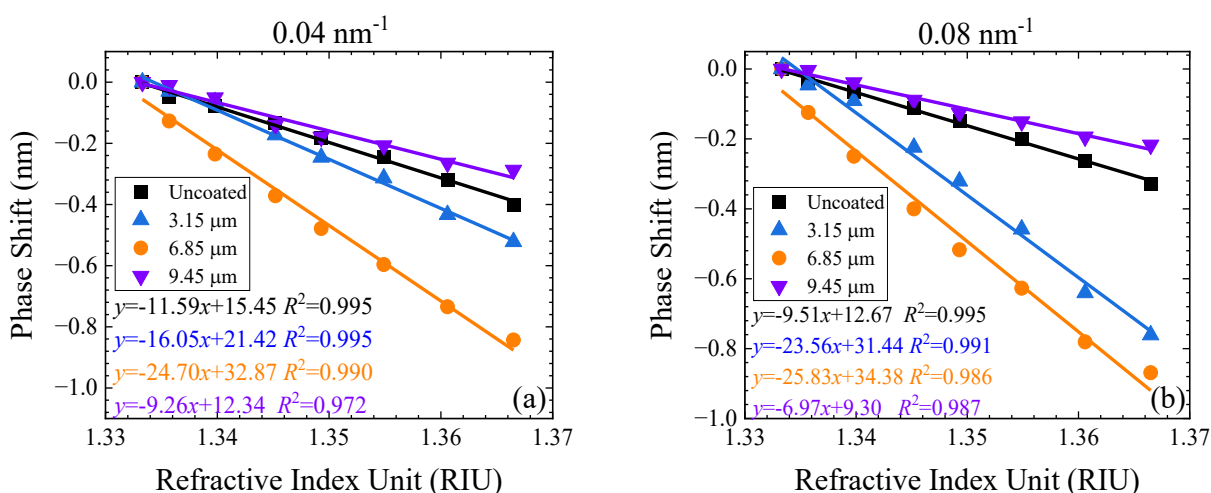 0.04 nm⁻¹
Phase Shift (nm)
0.0
−0.2
−0.4
−0.6
−0.8
−1.0
Uncoated
3.15 μm
6.85 μm
9.45 μm
y=-11.59x+15.45 R²=0.995
y=-16.05x+21.42 R²=0.995
y=-24.70x+32.87 R²=0.990
y=-9.26x+12.34 R²=0.972
(a)
1.33 1.34 1.35 1.36 1.37
Refractive Index Unit (RIU)
0.08 nm⁻¹
Phase Shift (nm)
0.0
−0.2
−0.4
−0.6
−0.8
−1.0
Uncoated
3.15 μm
6.85 μm
9.45 μm
y=-9.51x+12.67 R²=0.995
y=-23.56x+31.44 R²=0.991
y=-25.83x+34.38 R²=0.986
y=-6.97x+9.30 R²=0.987
(b)
1.33 1.34 1.35 1.36 1.37
Refractive Index Unit (RIU)